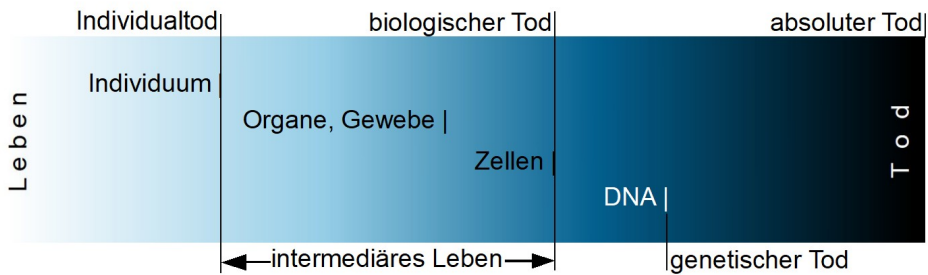 Individualtod
biologischer Tod
absoluter Tod
Leben
Individuum
Organe, Gewebe
Zellen
DNA
Tod
intermediäres Leben
genetischer Tod